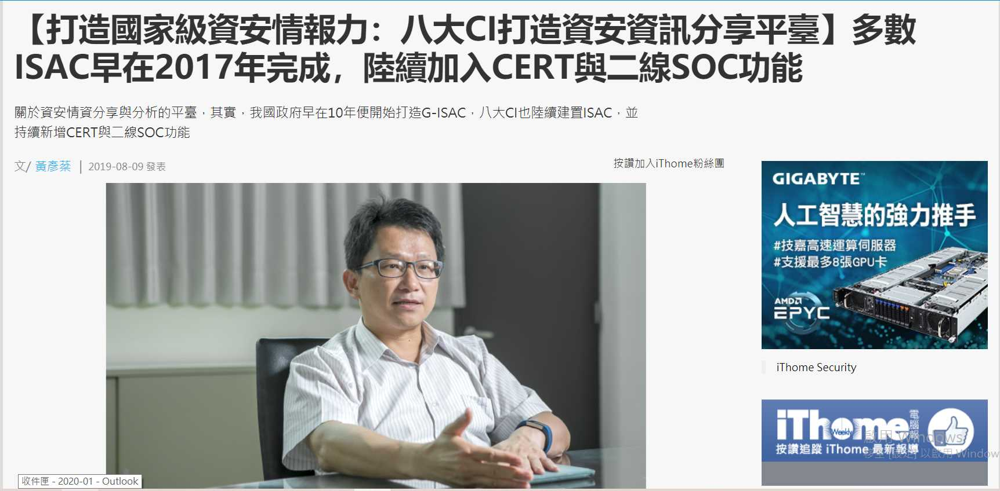 【打造國家級資安情報力：八大CI打造資安資訊分享平臺】多數
ISAC早在2017年完成，陸續加入CERT與二線SOC功能
關於資安情資分享與分析的平臺，其實，我國政府早在10年便開始打造G-ISAC，八大CI也陸續建置ISAC，並
持續新增CERT與二線SOC功能
文/ 黃彥棻 | 2019-08-09 發表
按讚加入iThome粉絲團
GIGABYTE™
人工智慧的強力推手
#技嘉高速運算伺服器
#支援最多8張GPU卡
AMD
EPYC
iThome Security
iThome 電腦報
Weekly
按讚追蹤 iThome 最新報導
啟用 Windows
移至 [設定] 以啟用 Window
收件匣 - 2020-01 - Outlook